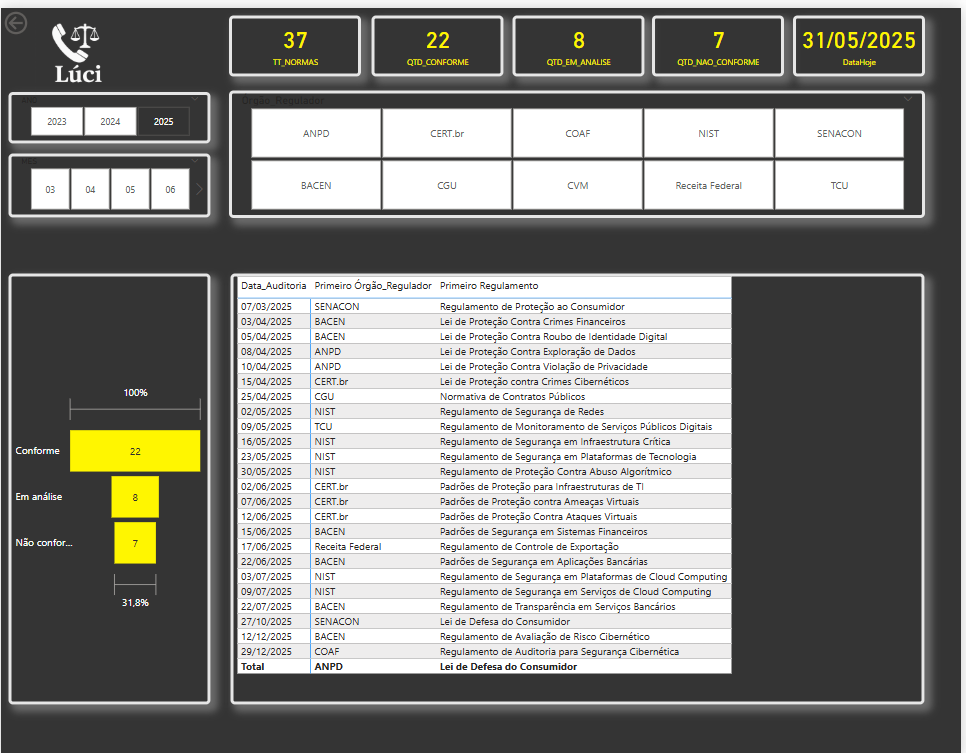 Lúci
37
TT_NORMAS
22
QTD_CONFORME
8
QTD_EM_ANALISE
7
QTD_NAO_CONFORME
31/05/2025
DataHoje
2023 2024 2025
03 04 05 06
Órgão_Regulador
ANPD CERT.br COAF NIST SENACON
BACEN CGU CVM Receita Federal TCU
100%
Conforme 22
Em análise 8
Não confor... 7
31,8%
Data_Auditoria Primeiro Órgão_Regulador Primeiro Regulamento
07/03/2025 SENACON Regulamento de Proteção ao Consumidor
03/04/2025 BACEN Lei de Proteção Contra Crimes Financeiros
05/04/2025 BACEN Lei de Proteção Contra Roubo de Identidade Digital
08/04/2025 ANPD Lei de Proteção Contra Exploração de Dados
10/04/2025 ANPD Lei de Proteção Contra Violação de Privacidade
15/04/2025 CERT.br Lei de Proteção contra Crimes Cibernéticos
25/04/2025 CGU Normativa de Contratos Públicos
02/05/2025 NIST Regulamento de Segurança de Redes
09/05/2025 TCU Regulamento de Monitoramento de Serviços Públicos Digitais
16/05/2025 NIST Regulamento de Segurança em Infraestrutura Crítica
23/05/2025 NIST Regulamento de Segurança em Plataformas de Tecnologia
30/05/2025 NIST Regulamento de Proteção Contra Abuso Algorítmico
02/06/2025 CERT.br Padrões de Proteção para Infraestruturas de TI
07/06/2025 CERT.br Padrões de Proteção contra Ameaças Virtuais
12/06/2025 CERT.br Padrões de Proteção Contra Ataques Virtuais
15/06/2025 BACEN Padrões de Segurança em Sistemas Financeiros
17/06/2025 Receita Federal Regulamento de Controle de Exportação
22/06/2025 BACEN Padrões de Segurança em Aplicações Bancárias
03/07/2025 NIST Regulamento de Segurança em Plataformas de Cloud Computing
09/07/2025 NIST Regulamento de Segurança em Serviços de Cloud Computing
22/07/2025 BACEN Regulamento de Transparência em Serviços Bancários
27/10/2025 SENACON Lei de Defesa do Consumidor
12/12/2025 BACEN Regulamento de Avaliação de Risco Cibernético
29/12/2025 COAF Regulamento de Auditoria para Segurança Cibernética
Total ANPD Lei de Defesa do Consumidor